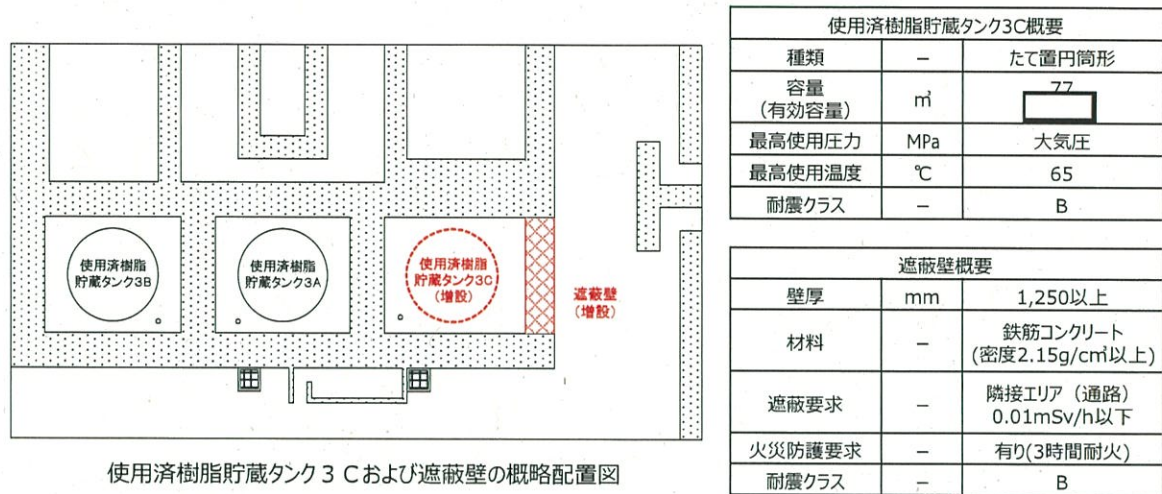 使用済樹脂
貯蔵タンク3B
使用済樹脂
貯蔵タンク3A
使用済樹脂
貯蔵タンク3C
(増設)
遮蔽壁
(増設)
使用済樹脂貯蔵タンク3Cおよび遮蔽壁の概略配置図
使用済樹脂貯蔵タンク3C概要
種類 － たて置円筒形
容量
(有効容量) ㎥ 77
最高使用圧力 MPa 大気圧
最高使用温度 ℃ 65
耐震クラス － B
遮蔽壁概要
壁厚 mm 1,250以上
材料 － 鉄筋コンクリート
(密度2.15g/c㎥以上)
遮蔽要求 － 隣接エリア（通路）
0.01mSv/h以下
火災防護要求 － 有り(3時間耐火)
耐震クラス － B